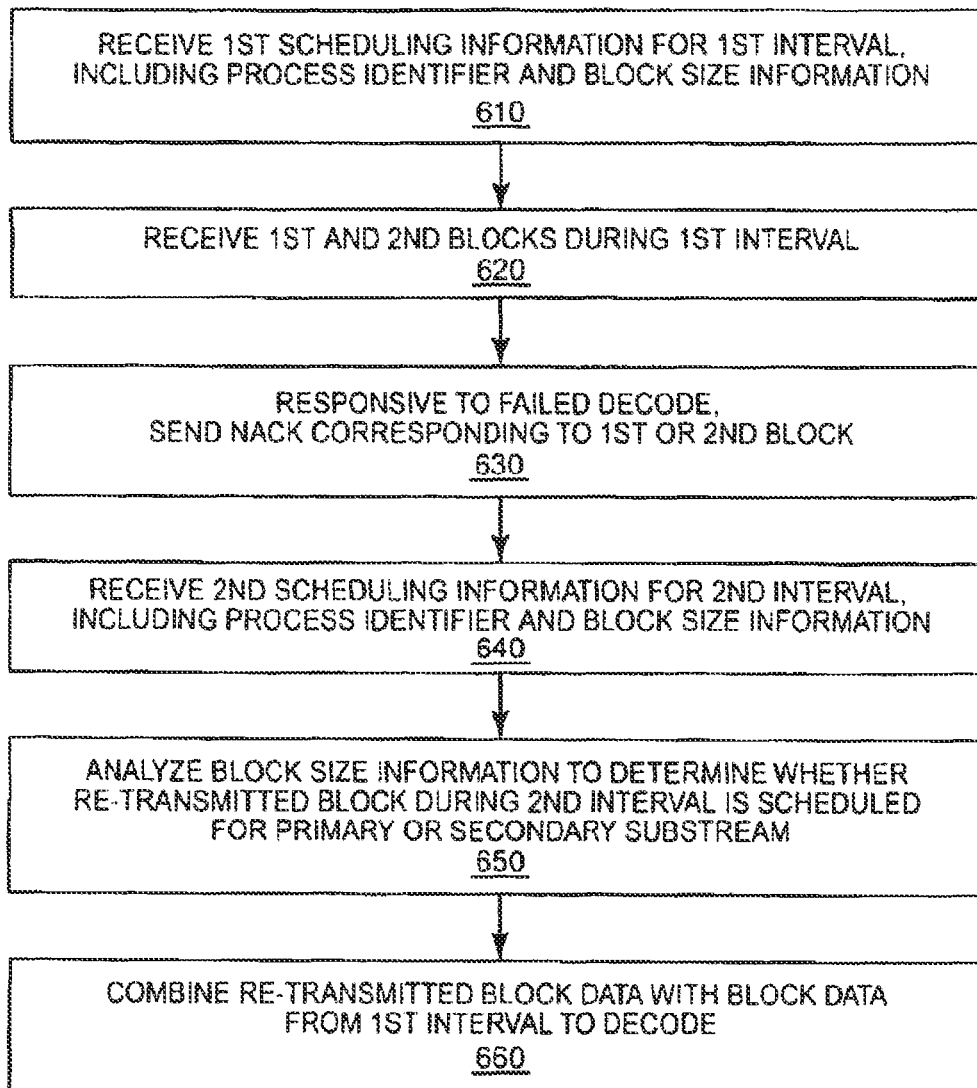 RECEIVE 1ST SCHEDULING INFORMATION FOR 1ST INTERVAL,
INCLUDING PROCESS IDENTIFIER AND BLOCK SIZE INFORMATION
610
RECEIVE 1ST AND 2ND BLOCKS DURING 1ST INTERVAL
620
RESPONSIVE TO FAILED DECODE,
SEND NACK CORRESPONDING TO 1ST OR 2ND BLOCK
630
RECEIVE 2ND SCHEDULING INFORMATION FOR 2ND INTERVAL,
INCLUDING PROCESS IDENTIFIER AND BLOCK SIZE INFORMATION
640
ANALYZE BLOCK SIZE INFORMATION TO DETERMINE WHETHER
RE-TRANSMITTED BLOCK DURING 2ND INTERVAL IS SCHEDULED
FOR PRIMARY OR SECONDARY SUBSTREAM
650
COMBINE RE-TRANSMITTED BLOCK DATA WITH BLOCK DATA
FROM 1ST INTERVAL TO DECODE
660